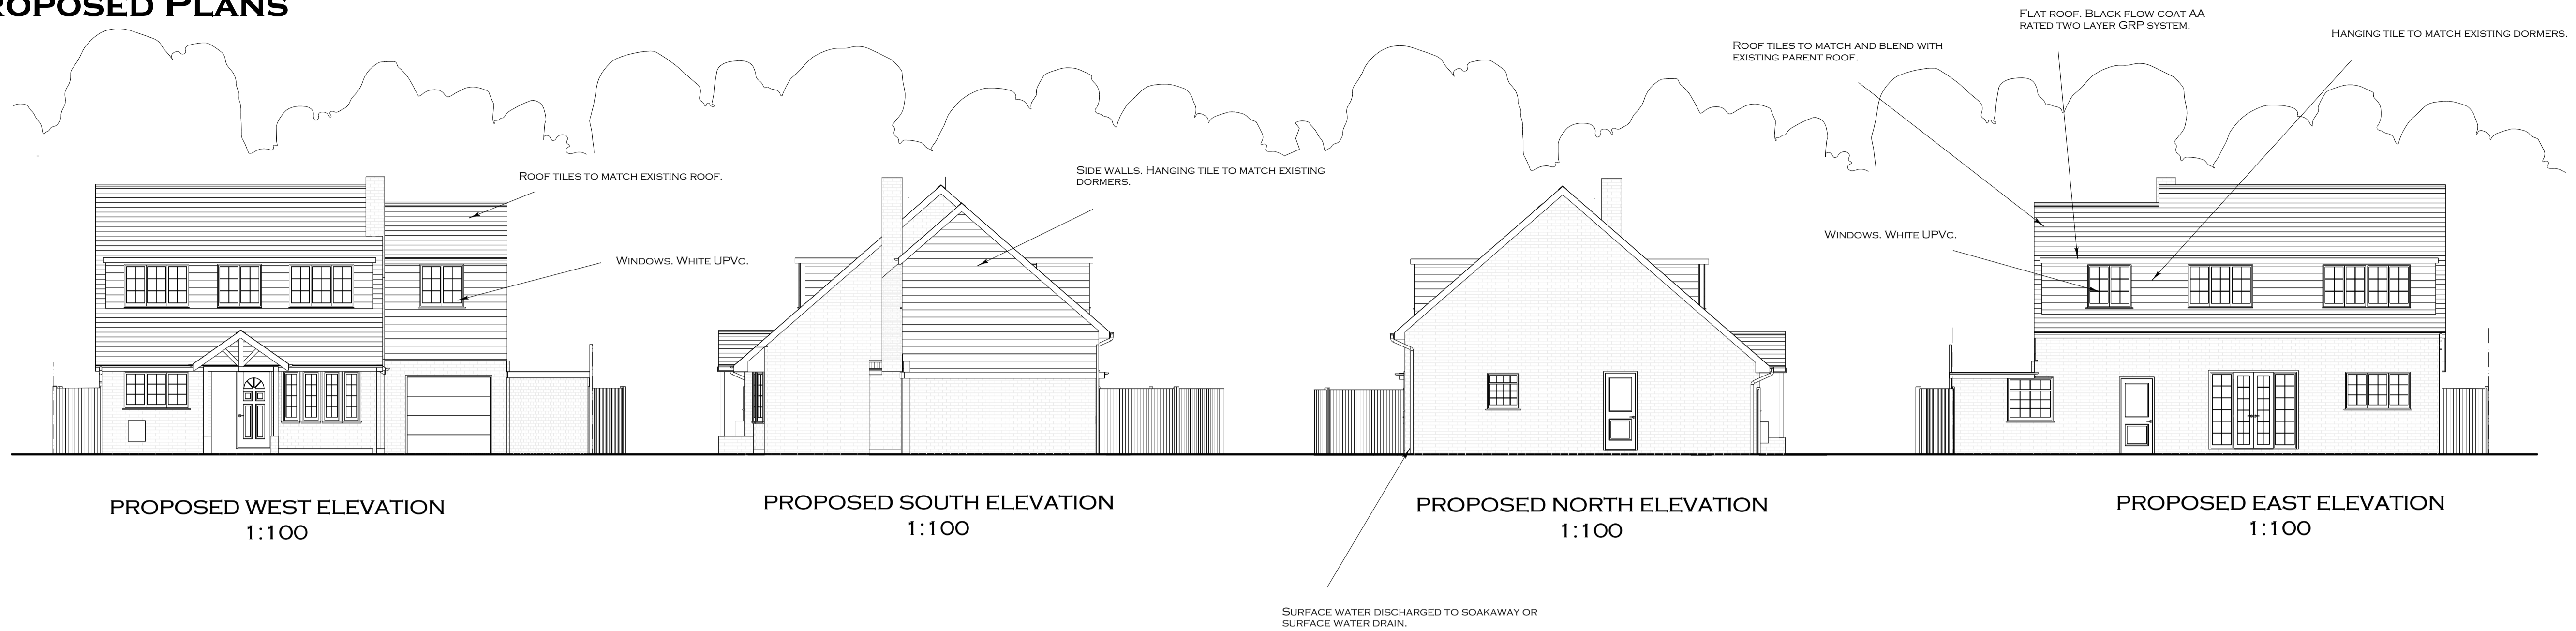 ROPOSED PLANS
FLAT ROOF. BLACK FLOW COAT AA
RATED TWO LAYER GRP SYSTEM.
HANGING TILE TO MATCH EXISTING DORMERS.
ROOF TILES TO MATCH AND BLEND WITH
EXISTING PARENT ROOF.
ROOF TILES TO MATCH EXISTING ROOF.
SIDE WALLS. HANGING TILE TO MATCH EXISTING
DORMERS.
WINDOWS. WHITE UPVC.
WINDOWS. WHITE UPVC.
PROPOSED WEST ELEVATION
1:100
PROPOSED SOUTH ELEVATION
1:100
PROPOSED NORTH ELEVATION
1:100
PROPOSED EAST ELEVATION
1:100
SURFACE WATER DISCHARGED TO SOAKAWAY OR
SURFACE WATER DRAIN.